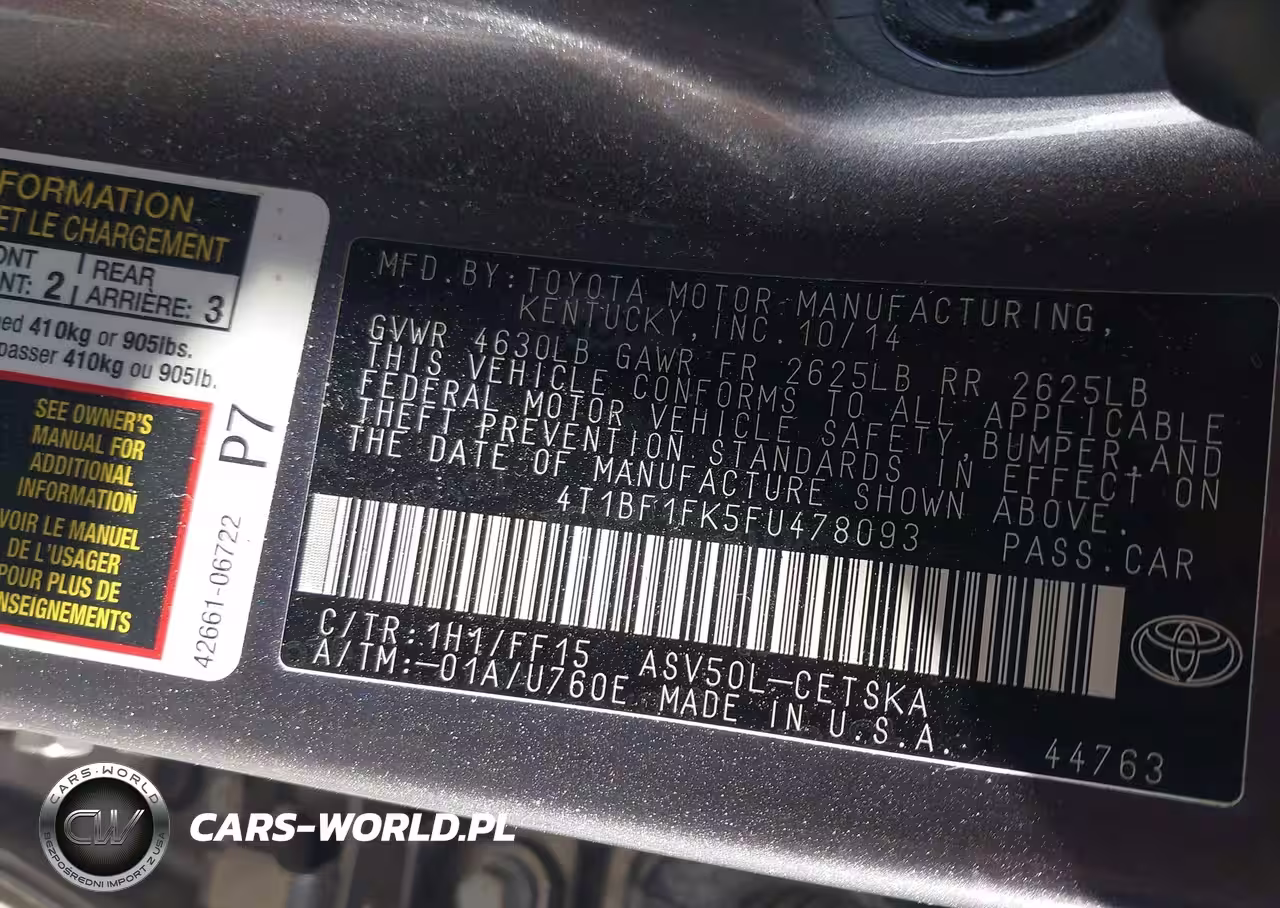 FORMATION
ET LE CHARGEMENT
ONT | REAR
NT: 2 | ARRIÈRE: 3
ned 410kg or 905lbs.
passer 410kg ou 905lb.
SEE OWNER'S
MANUAL FOR
ADDITIONAL
INFORMATION
VOIR LE MANUEL
DE L'USAGER
POUR PLUS DE
NSEIGNEMENTS
P7
42661-06722
MFD. BY: TOYOTA MOTOR MANUFACTURING,
KENTUCKY, INC. 10/14
GVWR 4630LB GAWR FR 2625LB RR 2625LB
THIS VEHICLE CONFORMS TO ALL APPLICABLE
FEDERAL MOTOR VEHICLE SAFETY, BUMPER, AND
THEFT PREVENTION STANDARDS IN EFFECT ON
THE DATE OF MANUFACTURE SHOWN ABOVE.
4T1BF1FK5FU478093 PASS. CAR
C/TR: 1H1/FF15 ASV50L-CETSKA
A/TM: -01A/U760E MADE IN U.S.A.
44763
CARS-WORLD
CW
BEZPOŚREDNI IMPORT Z USA
CARS-WORLD.PL